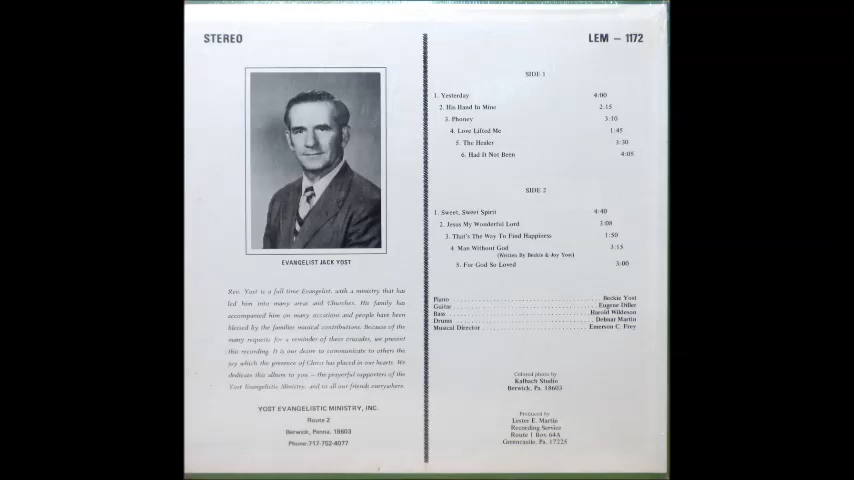 STEREO
LEM - 1172
EVANGELIST JACK YOST
Rev. Yost is a full time Evangelist, with a ministry that has
led him into many areas and Churches. His family has
accompanied him on many occations and people have been
blessed by the families musical contributions. Because of the
many requests for a reminder of these crusades, we present
this recording. It is our desire to communicate to others the
joy which the presence of Christ has placed in our hearts. We
dedicate this album to you — the prayerful supporters of the
Yost Evangelistic Ministry, and to all our friends everywhere.
YOST EVANGELISTIC MINISTRY, INC.
Route 2
Berwick, Penna. 18603
Phone: 717-752-4077
SIDE 1
1. Yesterday 4:00
2. His Hand In Mine 2:15
3. Phoney 3:10
4. Love Lifted Me 1:45
5. The Healer 3:30
6. Had It Not Been 4:05
SIDE 2
1. Sweet, Sweet Spirit 4:40
2. Jesus My Wonderful Lord 3:08
3. That's The Way To Find Happiness 1:50
4. Man Without God 3:15
(Written By Beckie & Joy Yost)
5. For God So Loved 3:00
Piano Beckie Yost
Guitar Eugene Diller
Bass Harold Wildeson
Drums Delmar Martin
Musical Director Emerson C. Frey
Colored photo by
Kalbach Studio
Berwick, Pa. 18603
Produced by
Lester E. Martin
Recording Service
Route 1 Box 64A
Greencastle, Pa. 17225